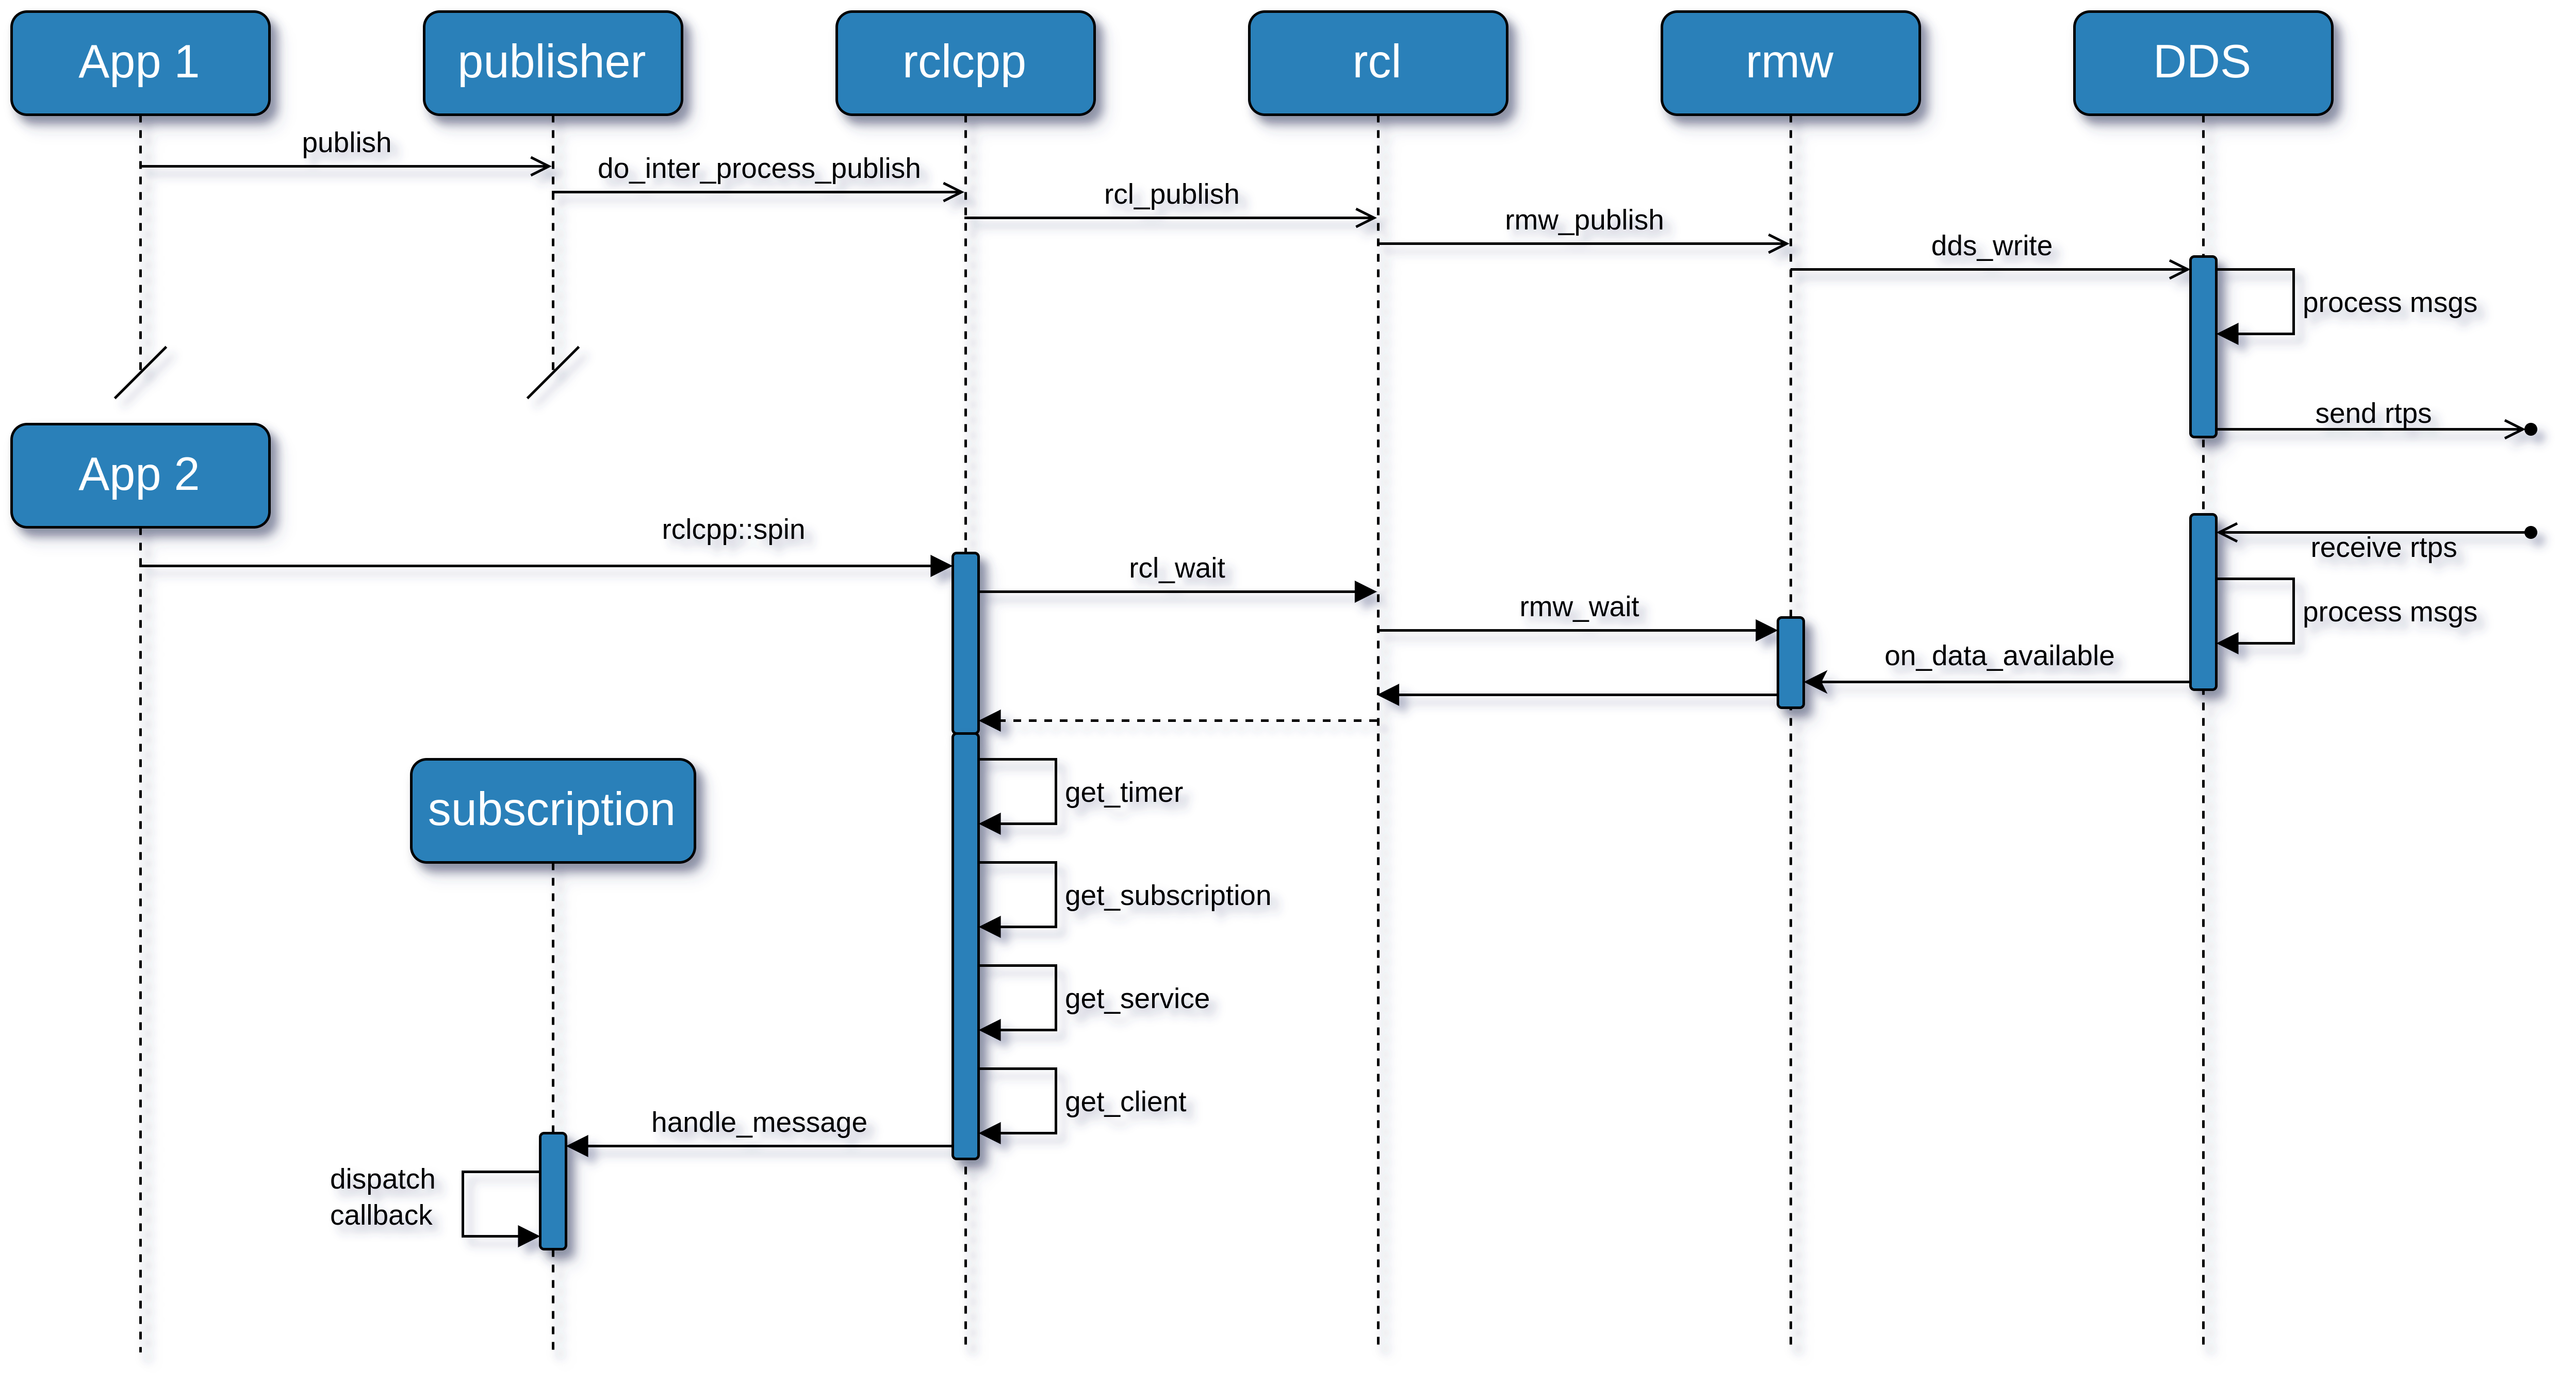 App 1
publisher
rclcpp
rcl
rmw
DDS
publish
do_inter_process_publish
rcl_publish
rmw_publish
dds_write
process msgs
send rtps
App 2
rclcpp::spin
receive rtps
rcl_wait
rmw_wait
process msgs
on_data_available
subscription
get_timer
get_subscription
get_service
get_client
handle_message
dispatch
callback